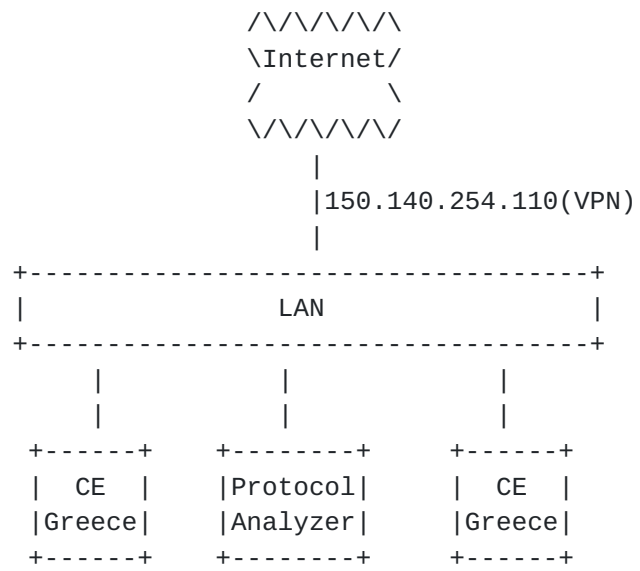 Internet
150.140.254.110(VPN)
LAN
CE Protocol CE
Greece Analyzer Greece